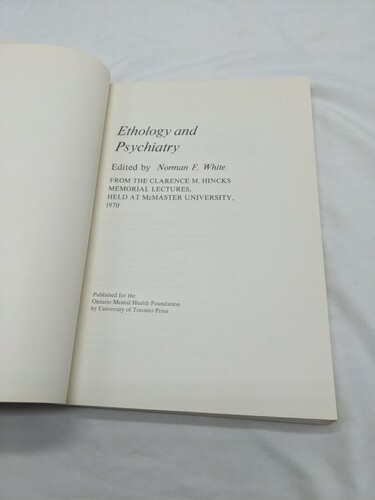 Ethology and
Psychiatry
Edited by Norman F. White
FROM THE CLARENCE M. HINCKS
MEMORIAL LECTURES,
HELD AT McMASTER UNIVERSITY,
1970
Published for the
Ontario Mental Health Foundation
by University of Toronto Press